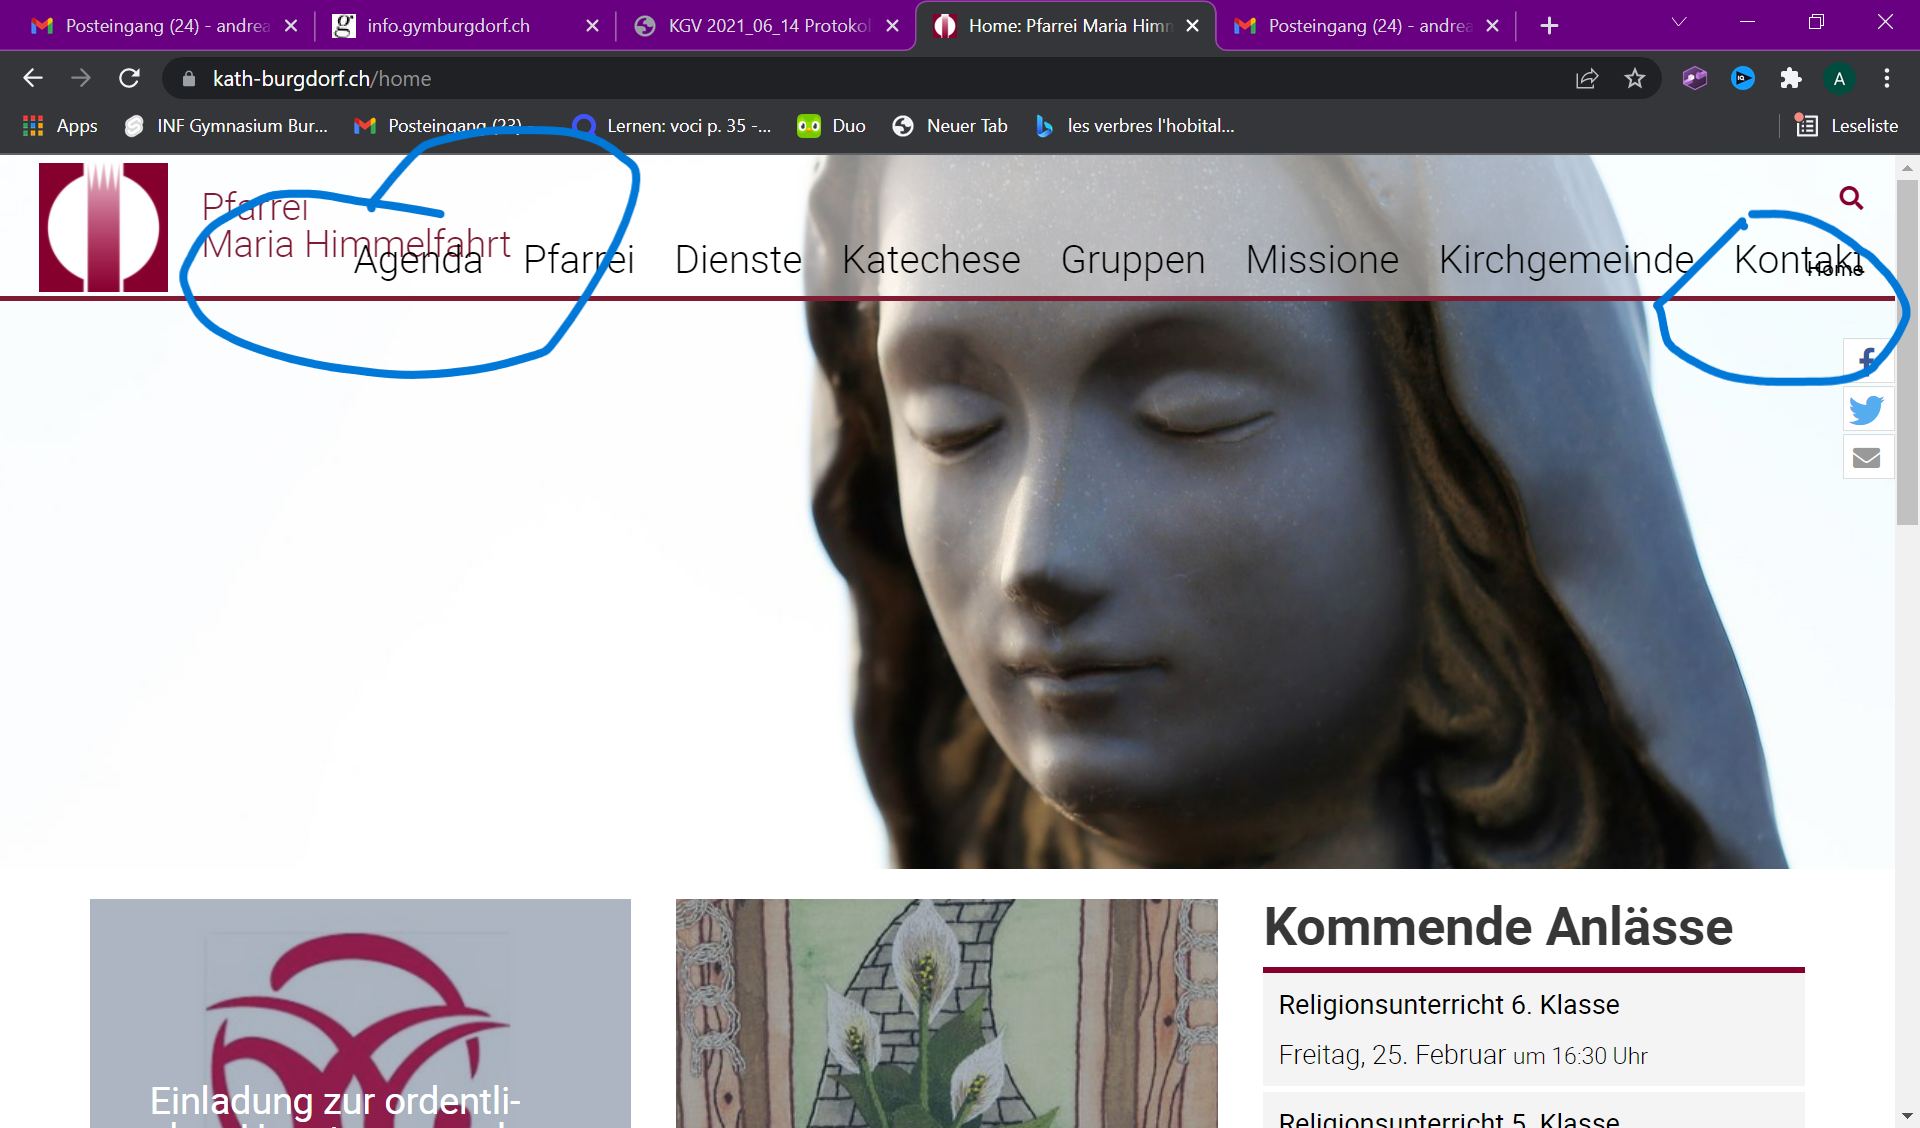 Posteingang (24) - andrea
info.gymburgdorf.ch
KGV 2021_06_14 Protokol
Home: Pfarrei Maria Himm
Posteingang (24) - andrea
kath-burgdorf.ch/home
A
Apps
INF Gymnasium Bur...
Posteingang (23)
Lernen: voci p. 35 -...
Duo
Neuer Tab
les verbres l'hobital...
Leseliste
Pfarrei
Maria Himmelfahrt
Agenda Pfarrei Dienste Katechese Gruppen Missione Kirchgemeinde Kontakt
Home
Kommende Anlässe
Religionsunterricht 6. Klasse
Freitag, 25. Februar um 16:30 Uhr
Religionsunterricht 5. Klasse
Einladung zur ordentli-